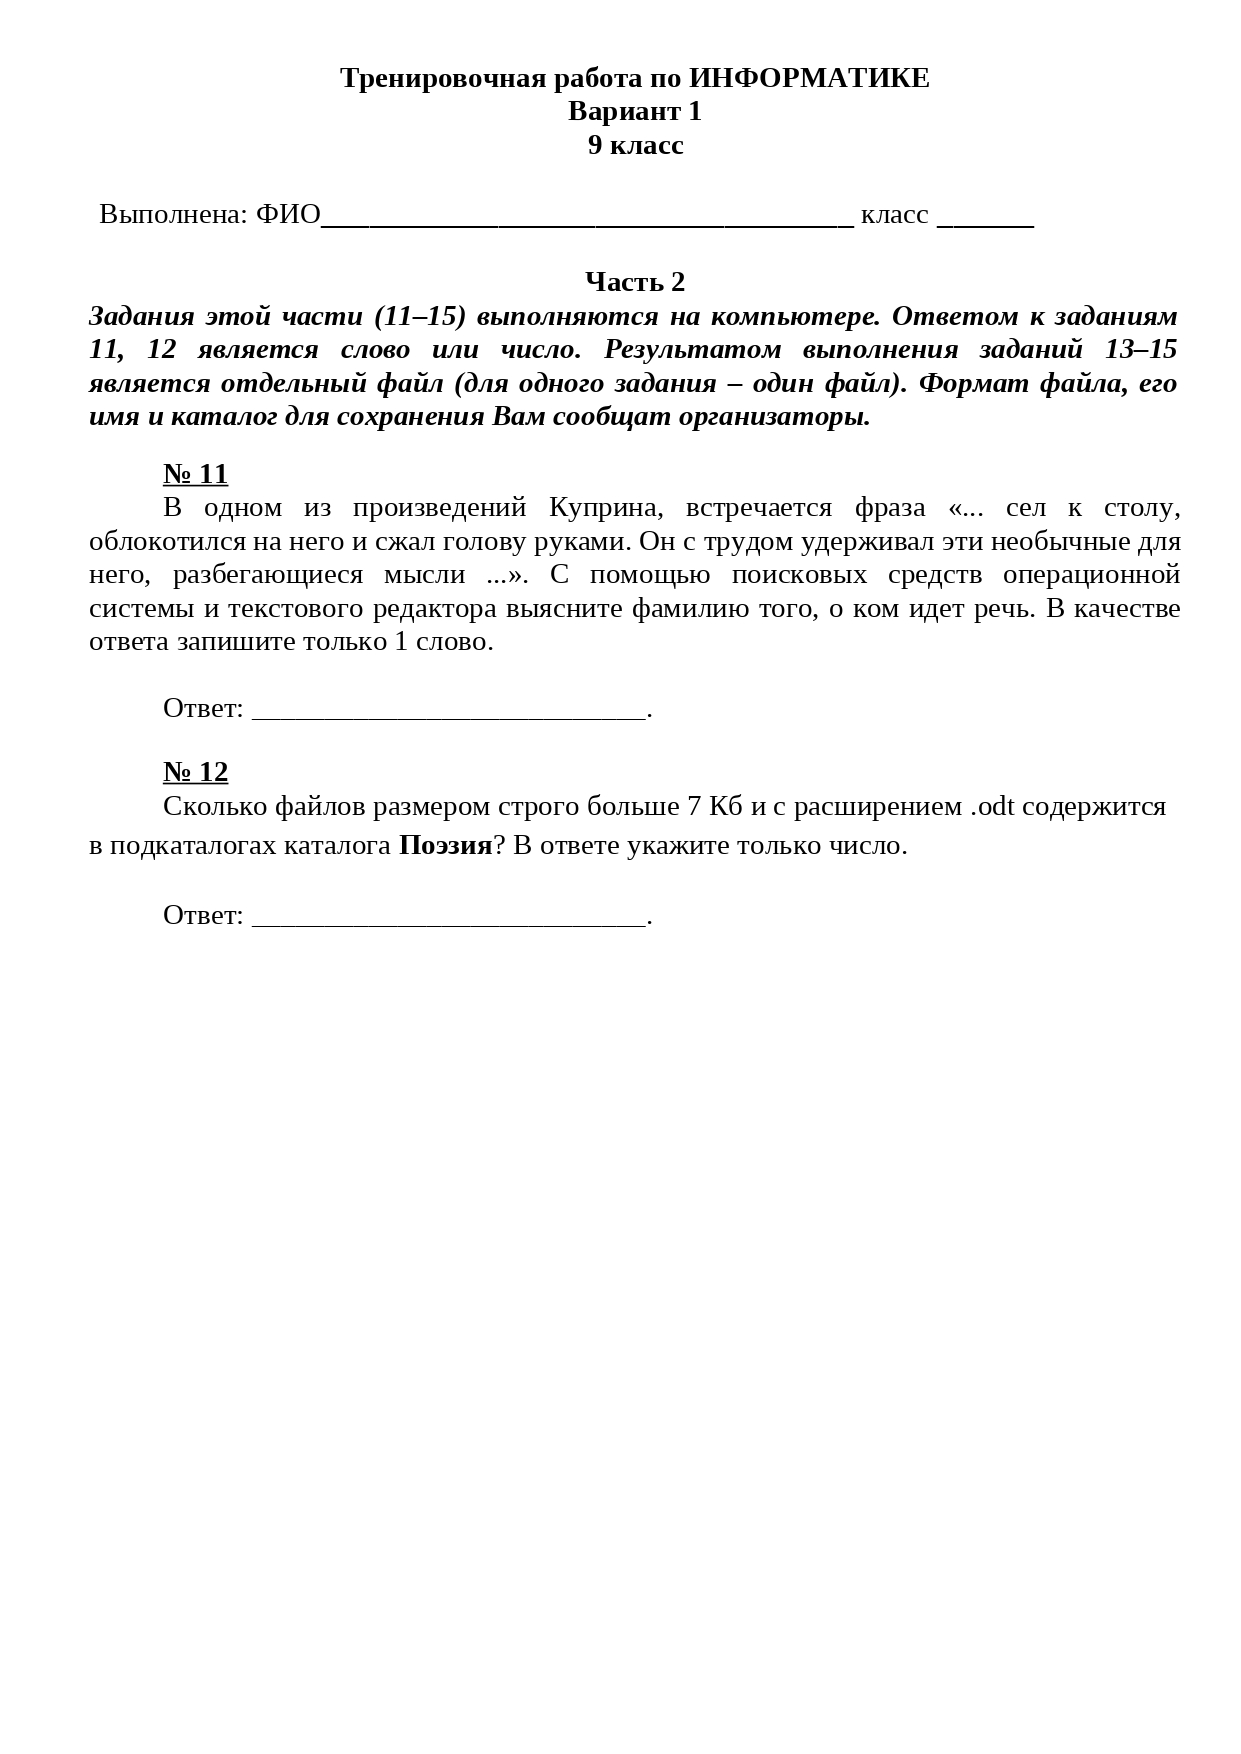 Тренировочная работа по ИНФОРМАТИКЕ
Вариант 1
9 класс
Выполнена: ФИО_________________________________ класс ______
Часть 2
Задания этой части (11–15) выполняются на компьютере. Ответом к заданиям
11, 12 является слово или число. Результатом выполнения заданий 13–15
является отдельный файл (для одного задания – один файл). Формат файла, его
имя и каталог для сохранения Вам сообщат организаторы.
№ 11
В одном из произведений Куприна, встречается фраза «... сел к столу,
облокотился на него и сжал голову руками. Он с трудом удерживал эти необычные для
него, разбегающиеся мысли ...». С помощью поисковых средств операционной
системы и текстового редактора выясните фамилию того, о ком идет речь. В качестве
ответа запишите только 1 слово.
Ответ: ___________________________.
№ 12
Сколько файлов размером строго больше 7 Кб и с расширением .odt содержится
в подкаталогах каталога Поэзия? В ответе укажите только число.
Ответ: ___________________________.